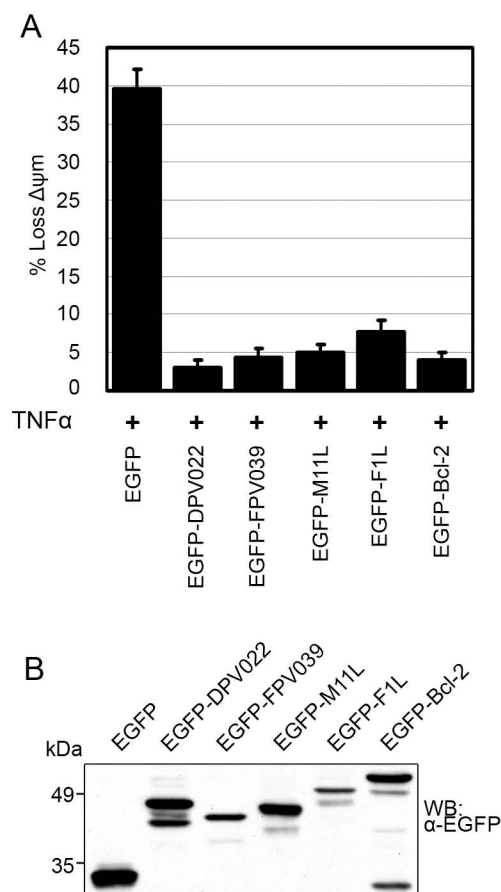 A
45
40
35
30
25
20
15
10
5
0
% Loss Δψm
TNFα + + + + + +
EGFP
EGFP-DPV022
EGFP-FPV039
EGFP-M11L
EGFP-F1L
EGFP-Bcl-2
B
EGFP
EGFP-DPV022
EGFP-FPV039
EGFP-M11L
EGFP-F1L
EGFP-Bcl-2
kDa
49
35
WB:
α-EGFP